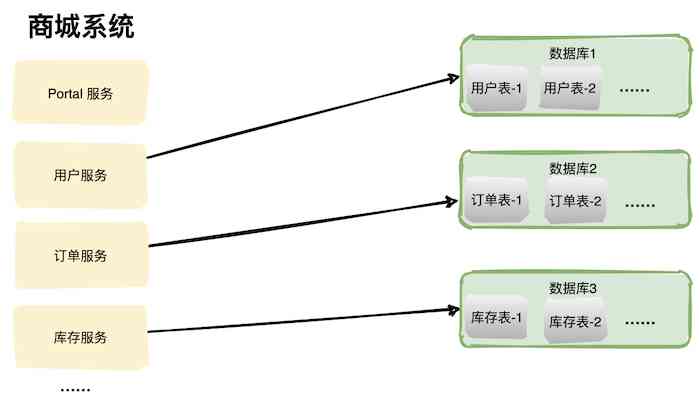 商城系统
Portal 服务
用户服务
订单服务
库存服务
……
数据库1
用户表-1 用户表-2 ……
数据库2
订单表-1 订单表-2 ……
数据库3
库存表-1 库存表-2 ……